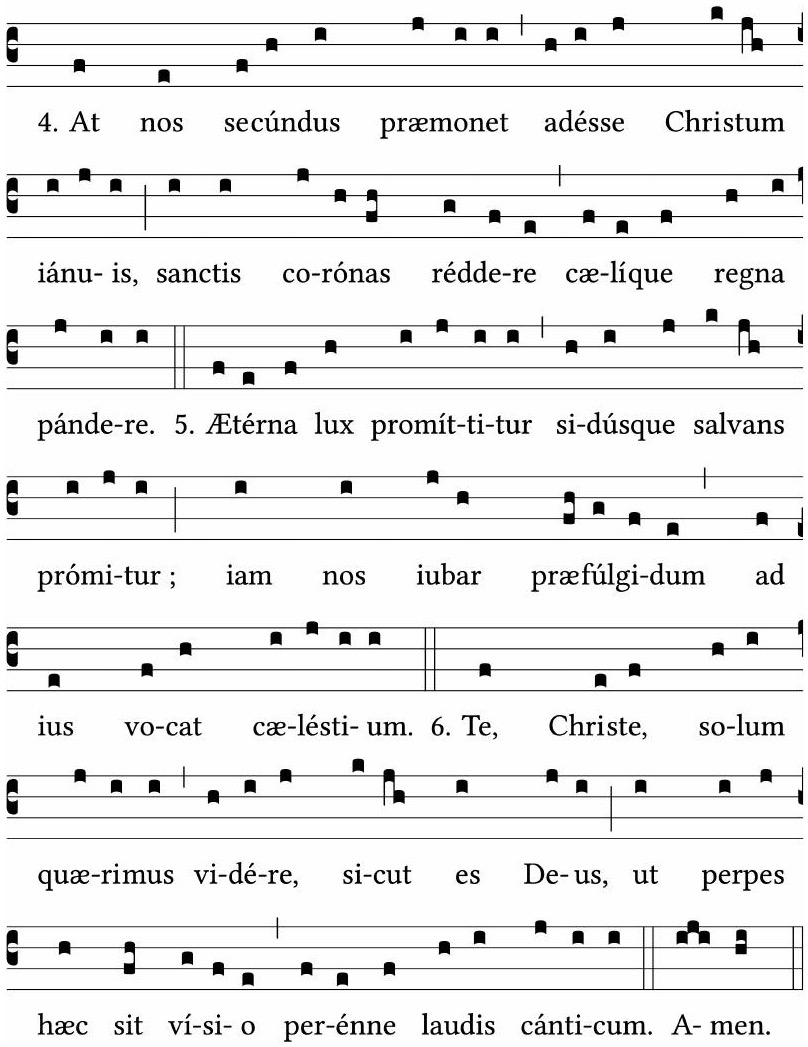 4. At nos secúndus præmonet adésse Christum
iánu- is, sanctis co-rónas rédde-re cæ-líque regna
pánde-re. 5. Ætérna lux promít-ti-tur si-dúsque salvans
prómi-tur ; iam nos iubar præfúlgi-dum ad
ius vo-cat cæ-lésti- um. 6. Te, Christe, so-lum
quæ-rimus vi-dé-re, si-cut es De-us, ut perpes
hæc sit ví-si- o per-énne laudis cánti-cum. A- men.